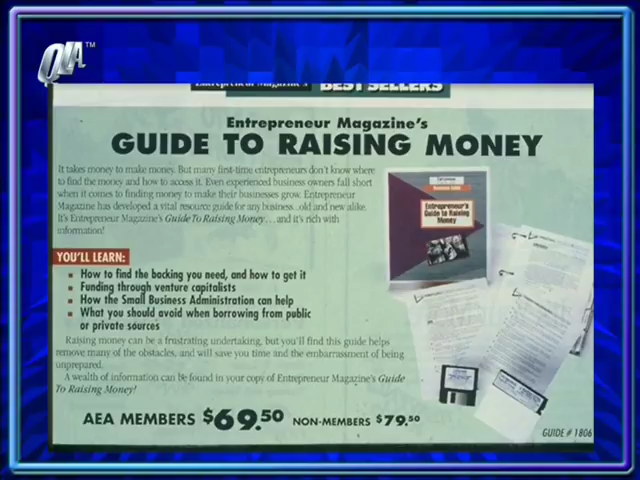 QIA™
Entrepreneur Magazine's BEST SELLERS
Entrepreneur Magazine's
GUIDE TO RAISING MONEY
It takes money to make money. But many first-time entrepreneurs don't know where
to find the money and how to access it. Even experienced business owners fall short
when it comes to finding money to make their businesses grow. Entrepreneur
Magazine has developed a vital resource guide for any business...old and new alike.
It's Entrepreneur Magazine's Guide To Raising Money...and it's rich with
information!
Entrepreneur's
Guide to Raising
Money
YOU'LL LEARN:
▪ How to find the backing you need, and how to get it
▪ Funding through venture capitalists
▪ How the Small Business Administration can help
▪ What you should avoid when borrowing from public
or private sources
Raising money can be a frustrating undertaking, but you'll find this guide helps
remove many of the obstacles, and will save you time and the embarrassment of being
unprepared.
A wealth of information can be found in your copy of Entrepreneur Magazine's Guide
To Raising Money!
AEA MEMBERS $69.50 NON-MEMBERS $79.50
GUIDE # 1806